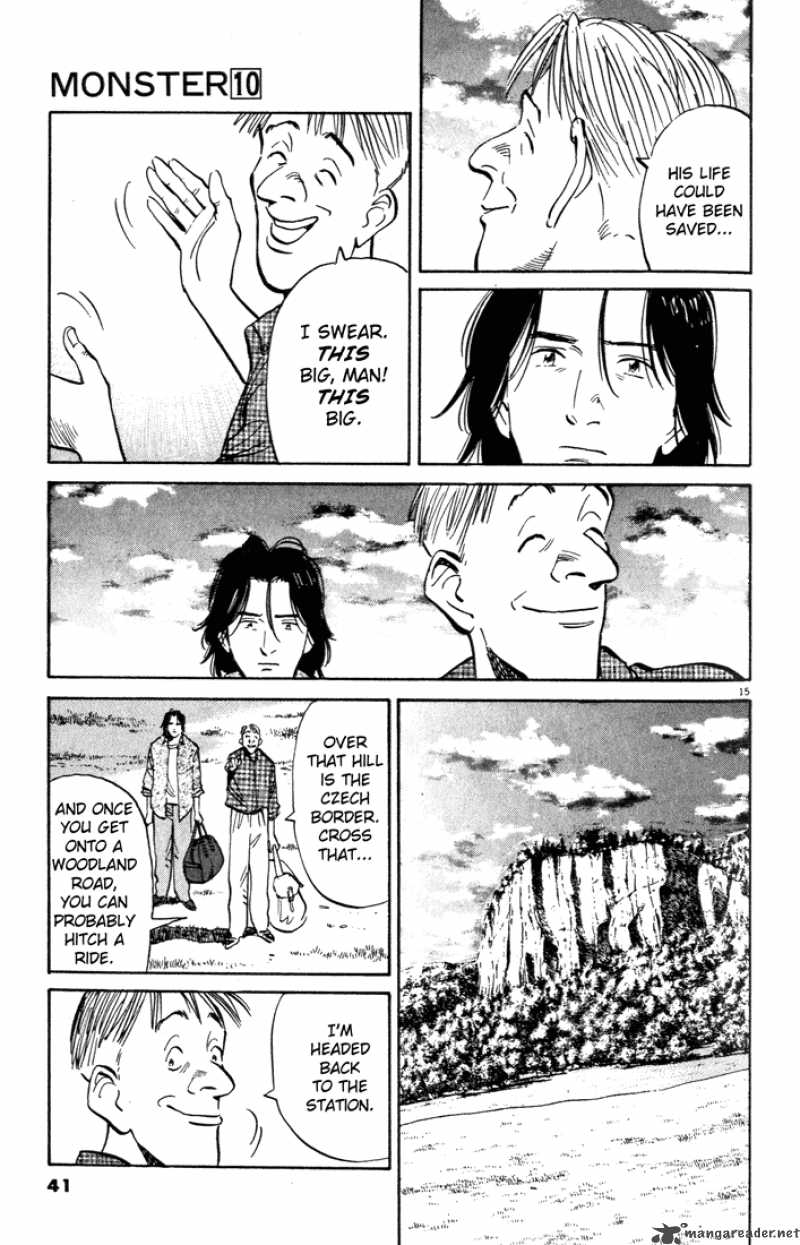 MONSTER 10
HIS LIFE
COULD
HAVE BEEN
SAVED...
I SWEAR.
THIS
BIG, MAN!
THIS
BIG.
15
OVER
THAT HILL
IS THE
CZECH
BORDER.
CROSS
THAT...
AND ONCE
YOU GET
ONTO A
WOODLAND
ROAD,
YOU CAN
PROBABLY
HITCH A
RIDE.
I'M
HEADED
BACK
TO THE
STATION.
41
mangareader.net